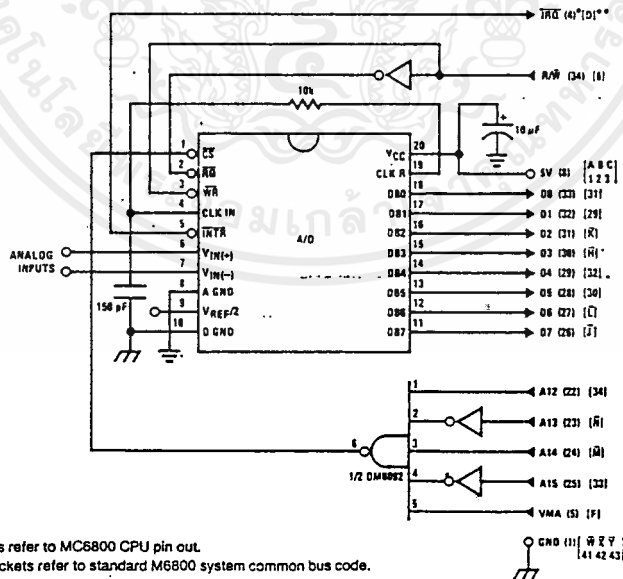 IRQ (4)* [D]**
R/W̅ (34) [6]
10k
10 µF
1 CS
2 RD
3 WR
4 CLK IN
5 INTR
6 VIN(+)
7 VIN(−)
8 A GND
9 VREF/2
10 D GND
A/D
VCC 20
CLK R 19
DB0 18
DB1 17
DB2 16
DB3 15
DB4 14
DB5 13
DB6 12
DB7 11
ANALOG
INPUTS
150 pF
5V (8) [A B C
1 2 3]
D0 (33) [31]
D1 (32) [29]
D2 (31) [K̅]
D3 (30) [H̅]
D4 (29) [32]
D5 (28) [30]
D6 (27) [L̅]
D7 (26) [J̅]
1 A12 (22) [34]
2 A13 (23) [N̅]
3 A14 (24) [M̅]
4 A15 (25) [33]
5 VMA (5) [F]
6
1/2 DM8092
GND (1) [W̅ X̅ Y̅
41 42 43]
s refer to MC6800 CPU pin out.
ckets refer to standard M6800 system common bus code.